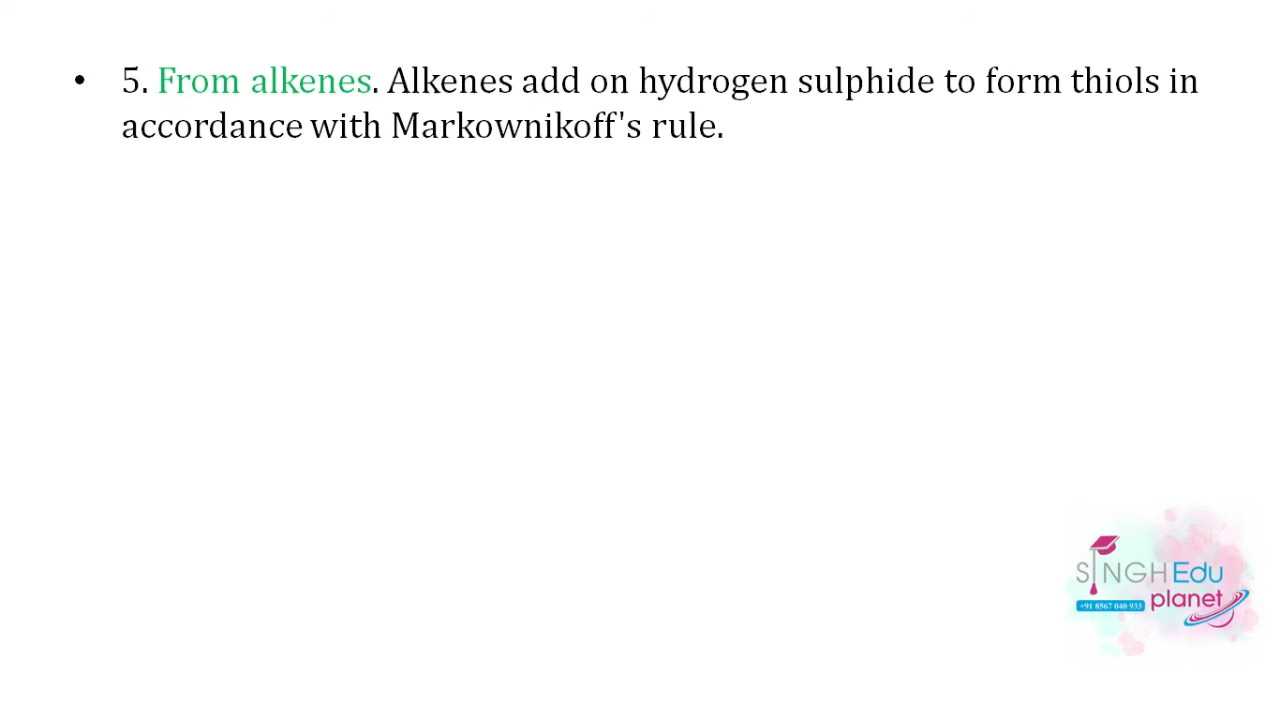 • 5. From alkenes. Alkenes add on hydrogen sulphide to form thiols in
accordance with Markownikoff's rule.
SINGH Edu
+91 8567 040 933 planet